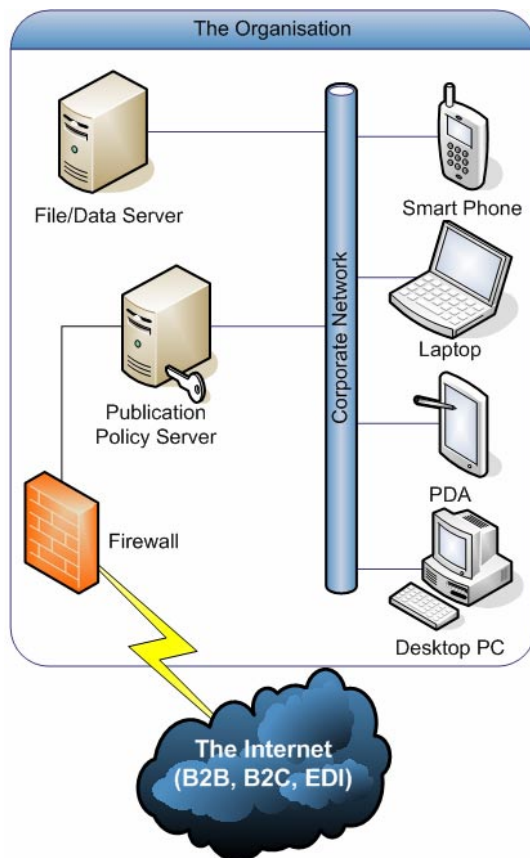 The Organisation
File/Data Server
Smart Phone
Corporate Network
Laptop
Publication
Policy Server
PDA
Firewall
Desktop PC
The Internet
(B2B, B2C, EDI)